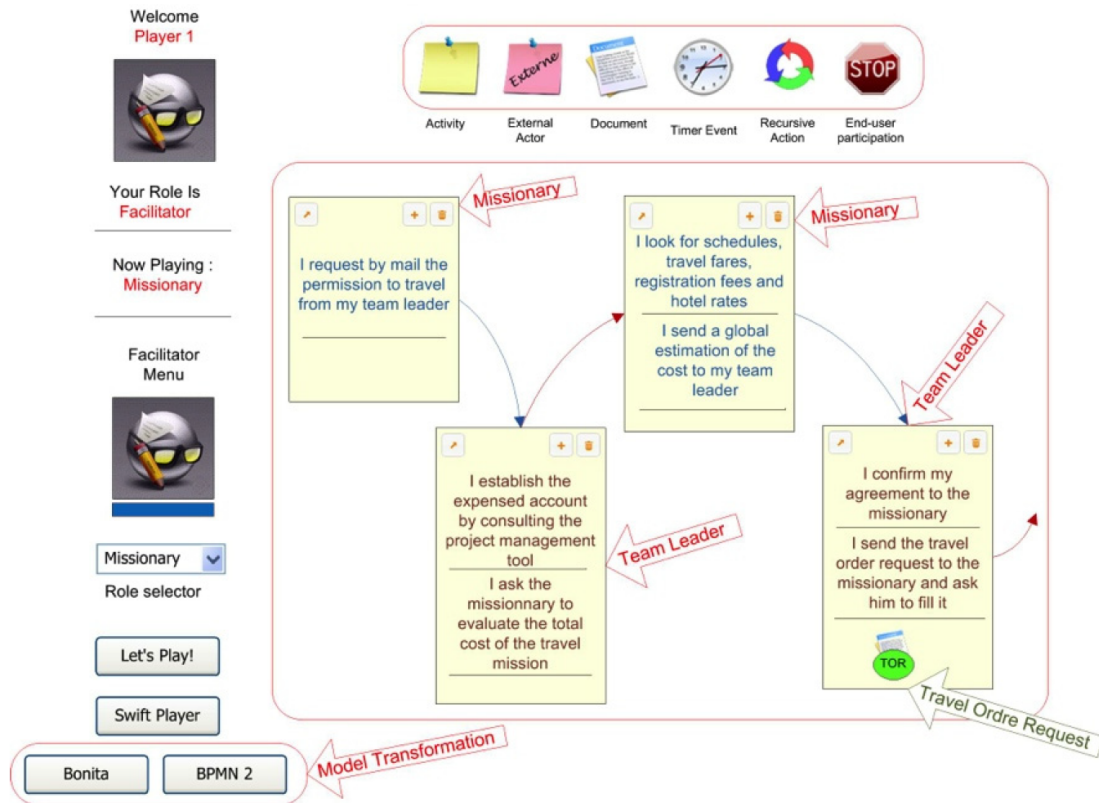 Welcome
Player 1
Your Role Is
Facilitator
Now Playing :
Missionary
Facilitator
Menu
Missionary
Role selector
Let's Play!
Swift Player
Bonita
BPMN 2
Model Transformation
Externe
Document
STOP
Activity
External
Actor
Document
Timer Event
Recursive
Action
End-user
participation
Missionary
I request by mail the
permission to travel
from my team leader
Missionary
I look for schedules,
travel fares,
registration fees and
hotel rates
I send a global
estimation of the
cost to my team
leader
Team Leader
I establish the
expensed account
by consulting the
project management
tool
I ask the
missionnary to
evaluate the total
cost of the travel
mission
Team Leader
I confirm my
agreement to the
missionary
I send the travel
order request to the
missionary and ask
him to fill it
TOR
Travel Ordre Request